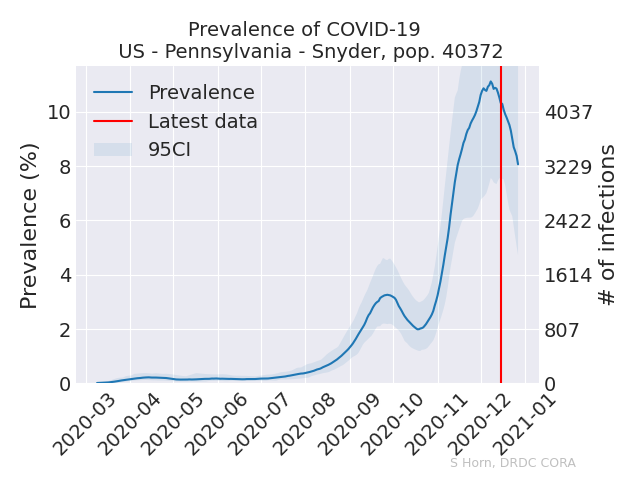 Prevalence of COVID-19
US - Pennsylvania - Snyder, pop. 40372
Prevalence
Latest data
95CI
Prevalence (%)
10
8
6
4
2
0
4037
3229
2422
1614
807
0
# of infections
2020-03
2020-04
2020-05
2020-06
2020-07
2020-08
2020-09
2020-10
2020-11
2020-12
2021-01
S Horn, DRDC CORA